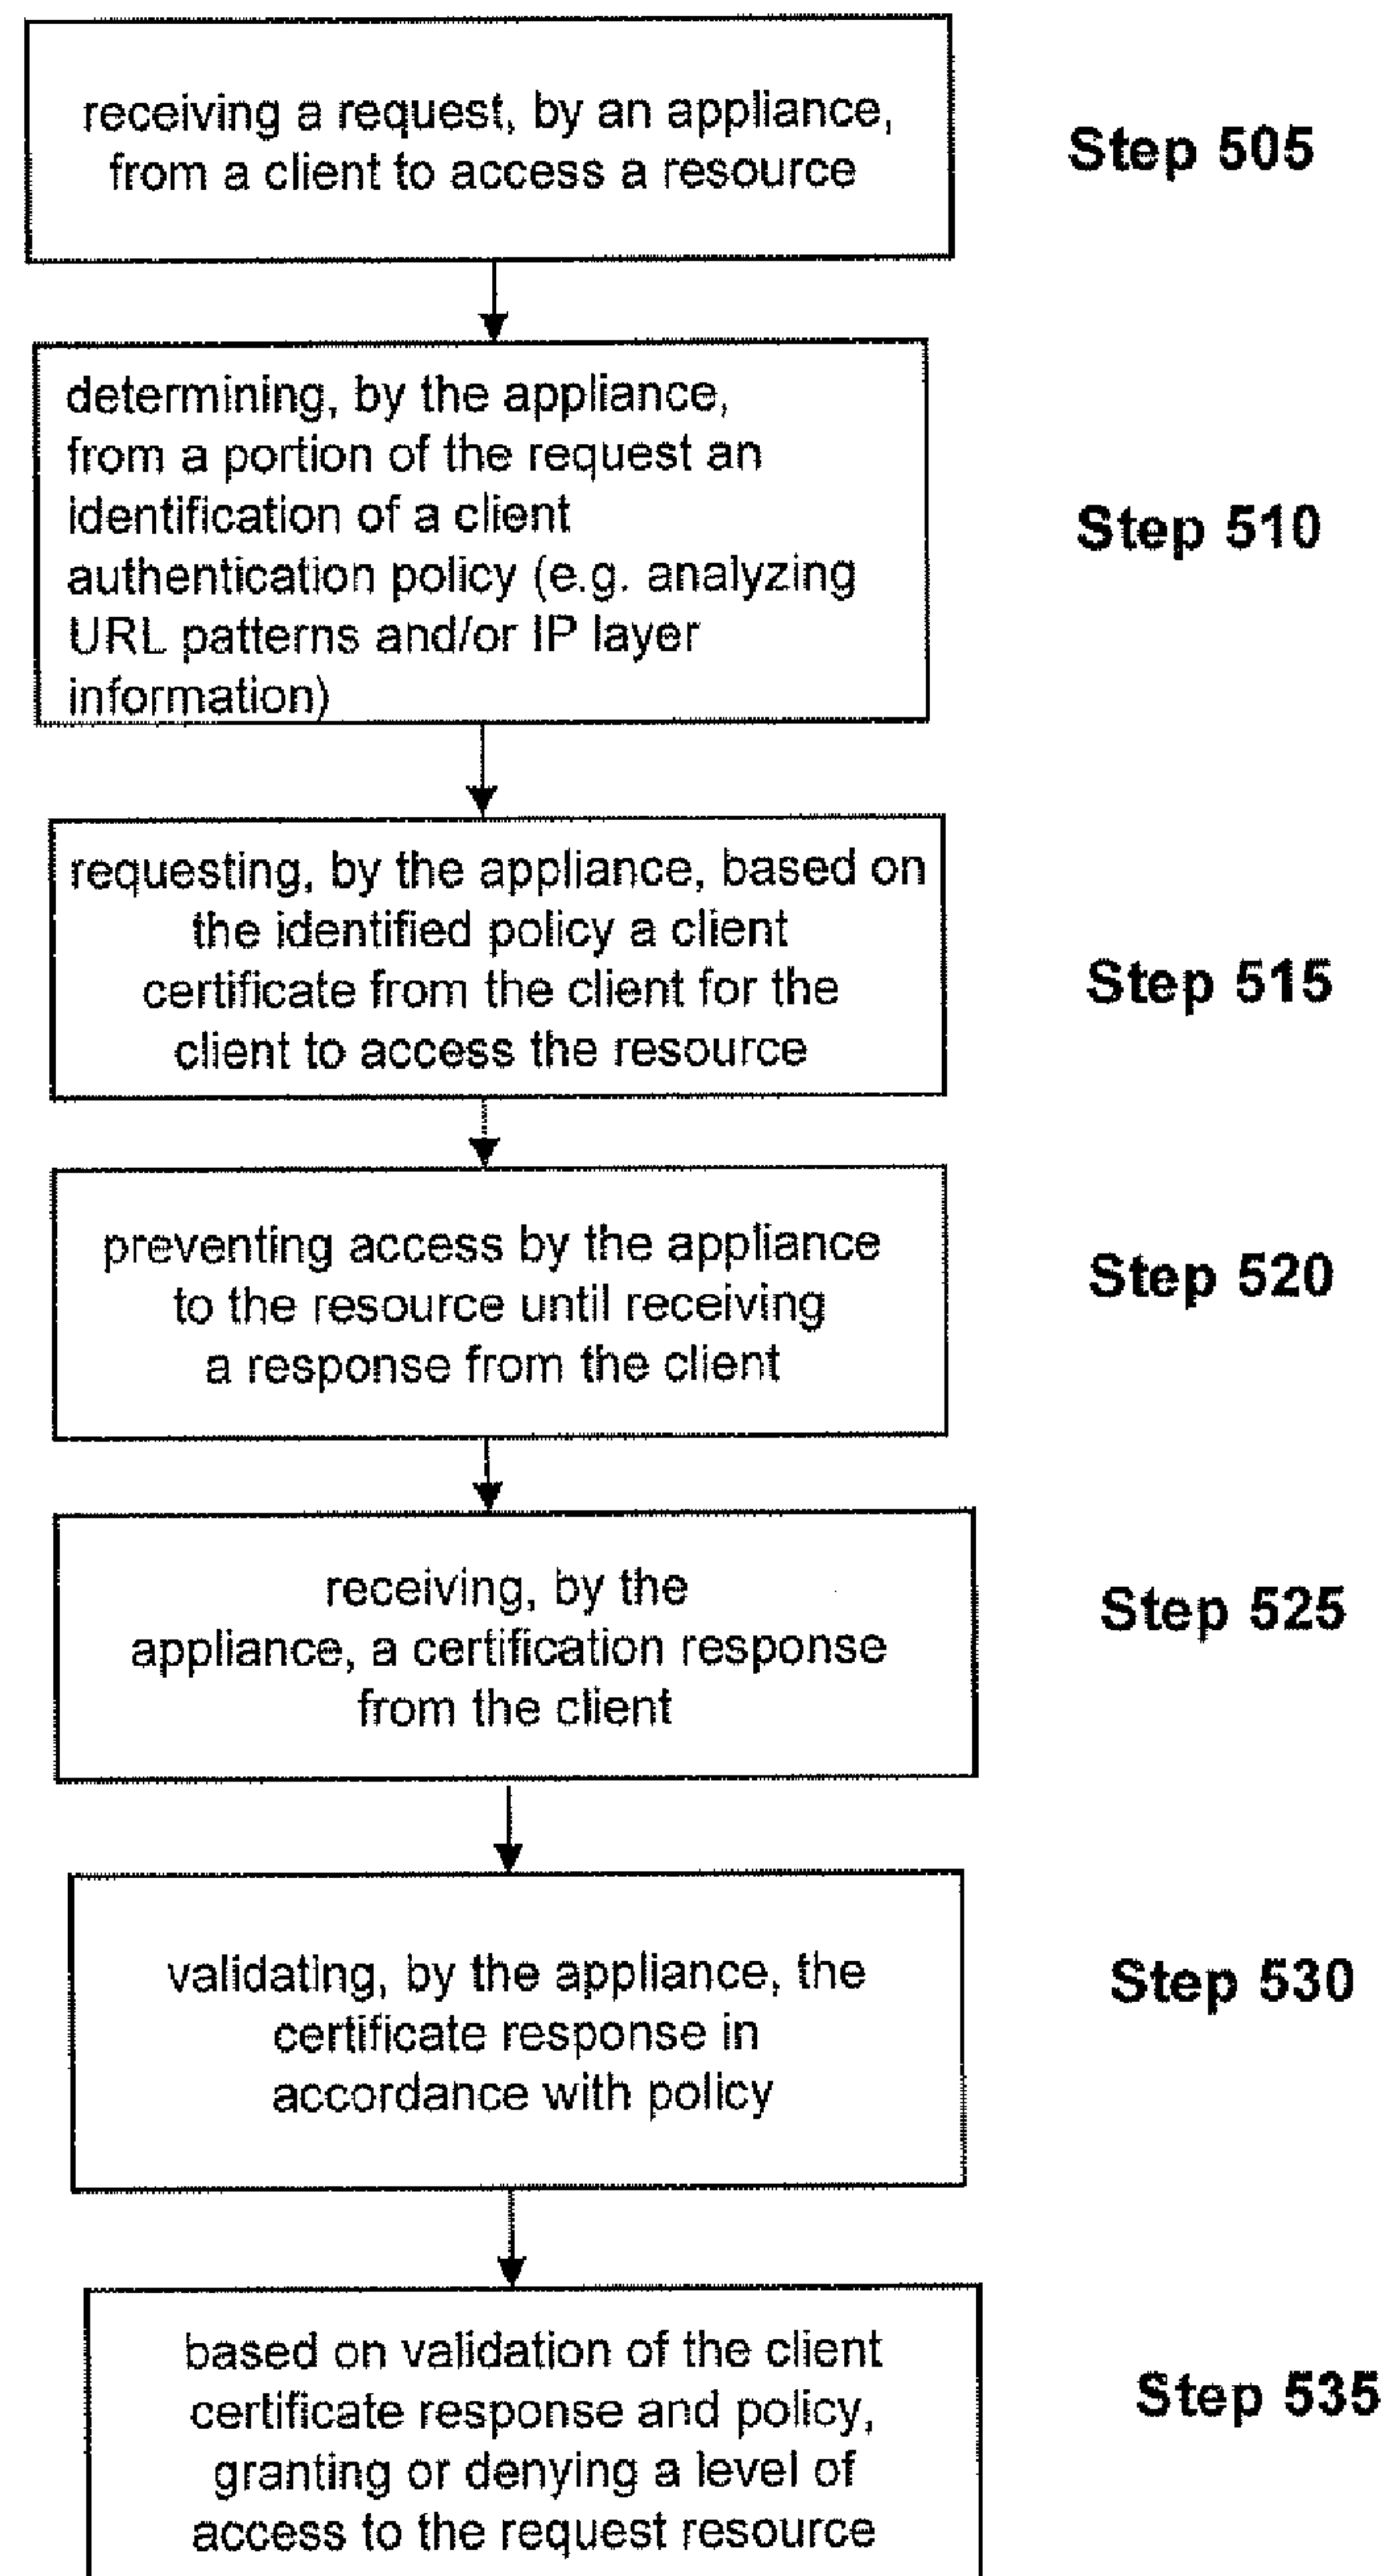 receiving a request, by an appliance,
from a client to access a resource
Step 505
determining, by the appliance,
from a portion of the request an
identification of a client
authentication policy (e.g. analyzing
URL patterns and/or IP layer
information)
Step 510
requesting, by the appliance, based on
the identified policy a client
certificate from the client for the
client to access the resource
Step 515
preventing access by the appliance
to the resource until receiving
a response from the client
Step 520
receiving, by the
appliance, a certification response
from the client
Step 525
validating, by the appliance, the
certificate response in
accordance with policy
Step 530
based on validation of the client
certificate response and policy,
granting or denying a level of
access to the request resource
Step 535